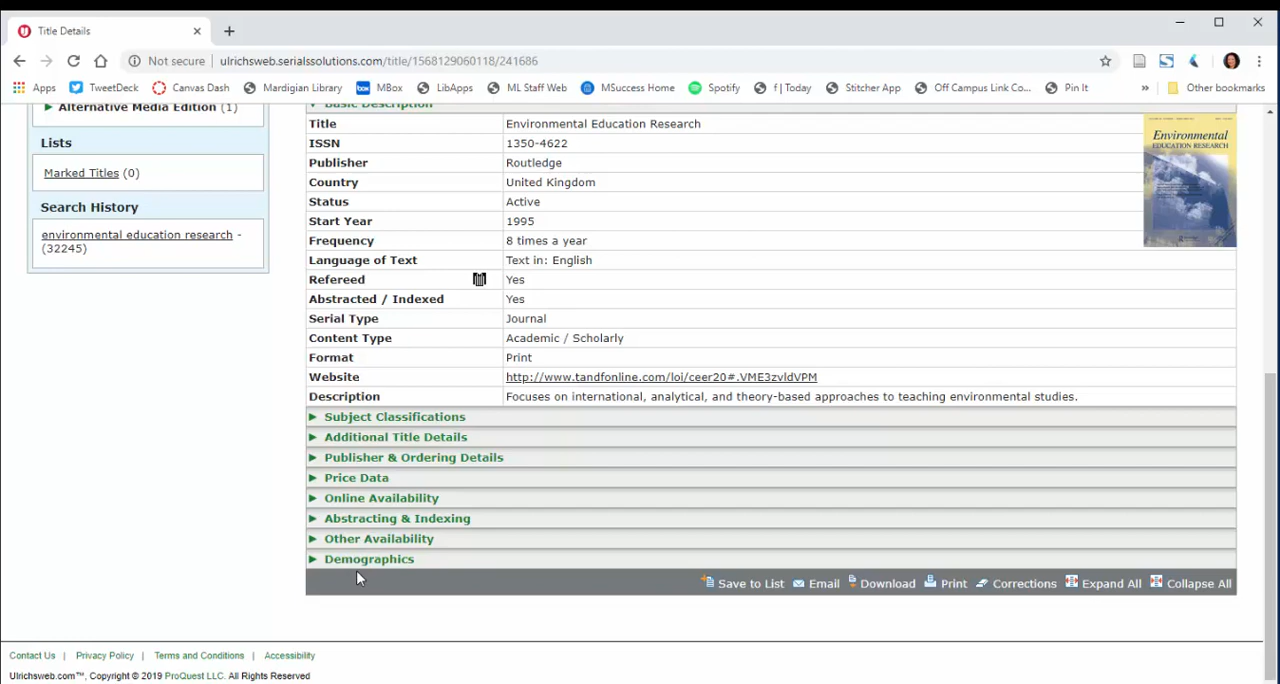 Title Details
Not secure | ulrichsweb.serialssolutions.com/title/1568129060118/241686
Apps TweetDeck Canvas Dash Mardigian Library MBox LibApps ML Staff Web MSuccess Home Spotify f | Today Stitcher App Off Campus Link Co... Pin It » Other bookmarks
Alternative Media Edition (1)
Lists
Marked Titles (0)
Search History
environmental education research -
(32245)
Basic Description
Title Environmental Education Research
ISSN 1350-4622
Publisher Routledge
Country United Kingdom
Status Active
Start Year 1995
Frequency 8 times a year
Language of Text Text in: English
Refereed Yes
Abstracted / Indexed Yes
Serial Type Journal
Content Type Academic / Scholarly
Format Print
Website http://www.tandfonline.com/loi/ceer20#.VME3zvldVPM
Description Focuses on international, analytical, and theory-based approaches to teaching environmental studies.
Environmental
EDUCATION RESEARCH
Subject Classifications
Additional Title Details
Publisher & Ordering Details
Price Data
Online Availability
Abstracting & Indexing
Other Availability
Demographics
Save to List Email Download Print Corrections Expand All Collapse All
Contact Us | Privacy Policy | Terms and Conditions | Accessibility
Ulrichsweb.com™, Copyright © 2019 ProQuest LLC. All Rights Reserved